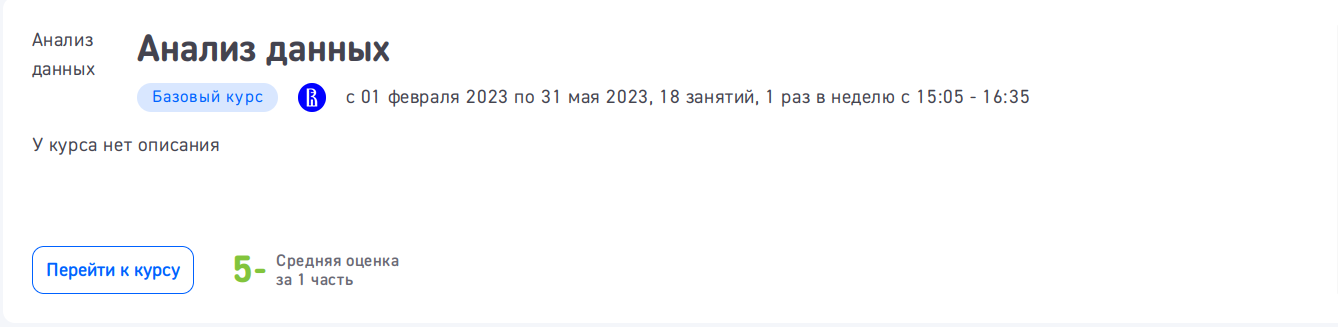 Анализ
данных
Анализ данных
Базовый курс с 01 февраля 2023 по 31 мая 2023, 18 занятий, 1 раз в неделю с 15:05 - 16:35
У курса нет описания
Перейти к курсу
5-
Средняя оценка
за 1 часть